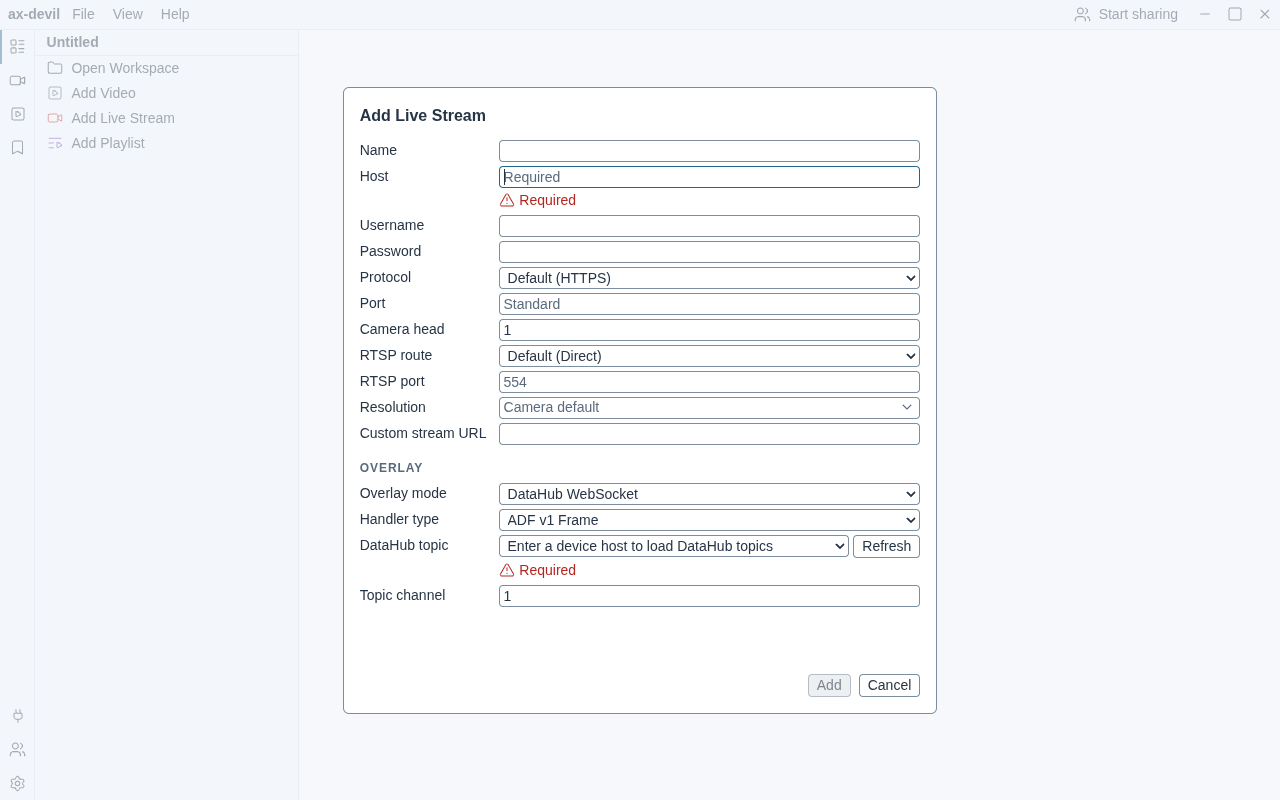 ax-devil File View Help Start sharing
Untitled
Open Workspace
Add Video
Add Live Stream
Add Playlist
Add Live Stream
Name
Host Required
Required
Username
Password
Protocol Default (HTTPS)
Port Standard
Camera head 1
RTSP route Default (Direct)
RTSP port 554
Resolution Camera default
Custom stream URL
OVERLAY
Overlay mode DataHub WebSocket
Handler type ADF v1 Frame
DataHub topic Enter a device host to load DataHub topics Refresh
Required
Topic channel 1
Add Cancel